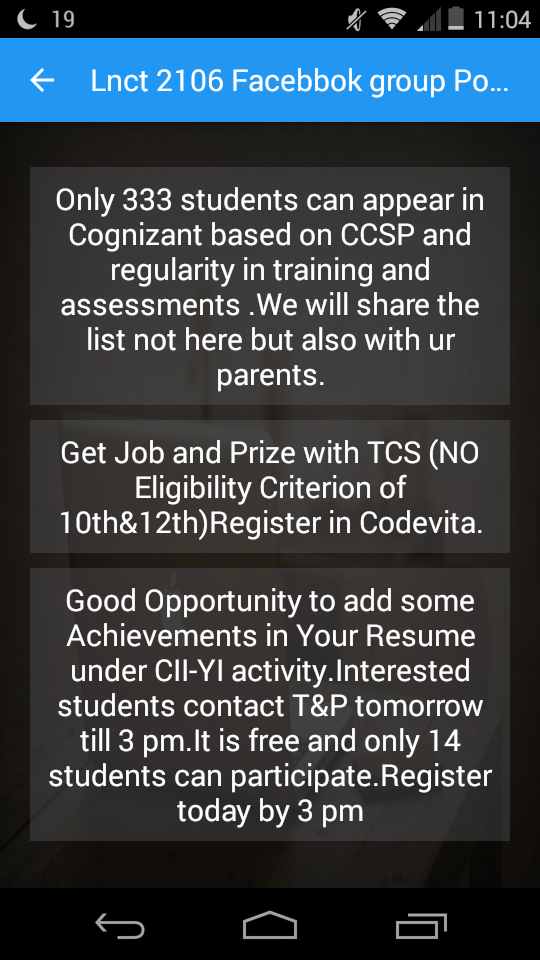 19
11:04
Lnct 2106 Facebbok group Po...
Only 333 students can appear in
Cognizant based on CCSP and
regularity in training and
assessments .We will share the
list not here but also with ur
parents.
Get Job and Prize with TCS (NO
Eligibility Criterion of
10th&12th)Register in Codevita.
Good Opportunity to add some
Achievements in Your Resume
under CII-YI activity.Interested
students contact T&P tomorrow
till 3 pm.It is free and only 14
students can participate.Register
today by 3 pm